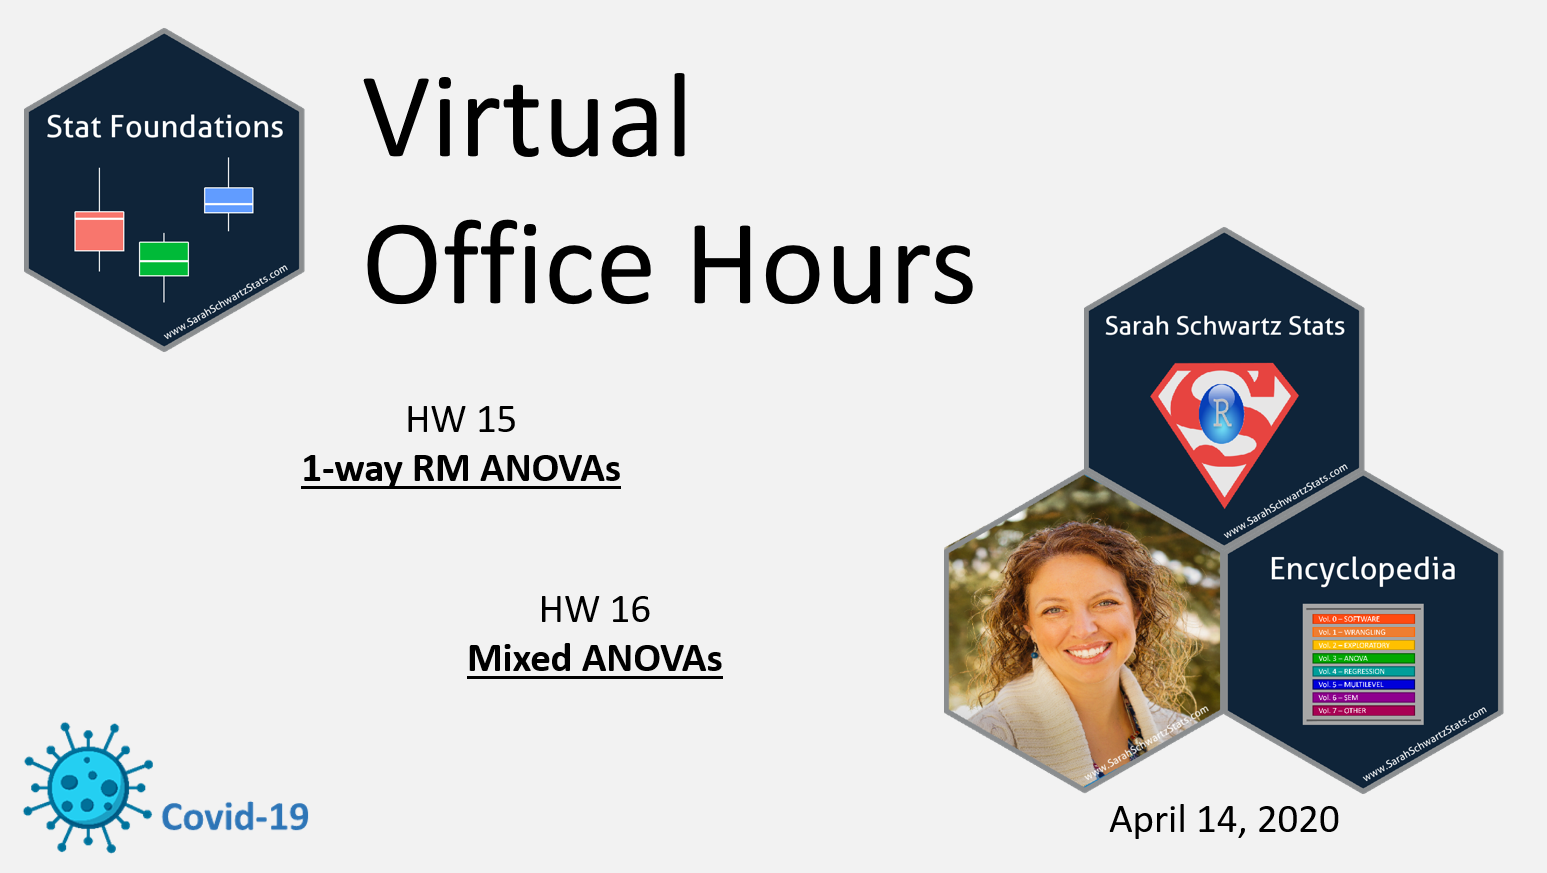 Stat Foundations
www.SarahSchwartzStats.com
Virtual
Office Hours
HW 15
1-way RM ANOVAs
HW 16
Mixed ANOVAs
Sarah Schwartz Stats
S
R
www.SarahSchwartzStats.com
www.SarahSchwartzStats.com
Encyclopedia
Vol. 0 – SOFTWARE
Vol. 1 – WRANGLING
Vol. 2 – EXPLORATORY
Vol. 3 – ANOVA
Vol. 4 – REGRESSION
Vol. 5 – MULTILEVEL
Vol. 6 – SEM
Vol. 7 – OTHER
www.SarahSchwartzStats.com
Covid-19
April 14, 2020